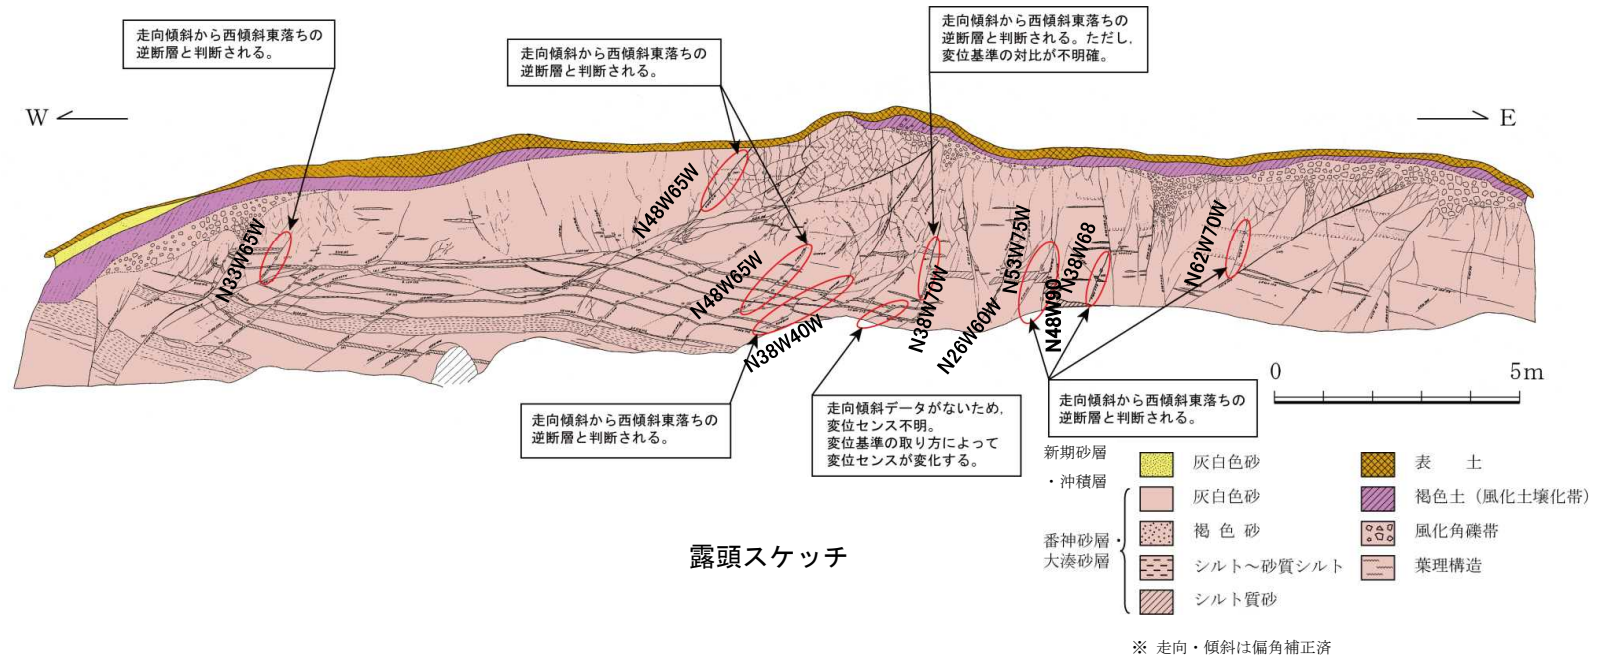 走向傾斜から西傾斜東落ちの
逆断層と判断される。
走向傾斜から西傾斜東落ちの
逆断層と判断される。
走向傾斜から西傾斜東落ちの
逆断層と判断される。ただし,
変位基準の対比が不明確。
W
E
N33W65W
N48W65W
N48W65W
N38W40W
N38W70W
N26W60W
N53W75W
N48W90
N38W68
N62W70W
走向傾斜から西傾斜東落ちの
逆断層と判断される。
走向傾斜データがないため,
変位センス不明。
変位基準の取り方によって
変位センスが変化する。
走向傾斜から西傾斜東落ちの
逆断層と判断される。
0 5m
新期砂層
・沖積層
灰白色砂
番神砂層・
大湊砂層
灰白色砂
褐色砂
シルト～砂質シルト
シルト質砂
表 土
褐色土（風化土壌化帯）
風化角礫帯
葉理構造
露頭スケッチ
※ 走向・傾斜は偏角補正済